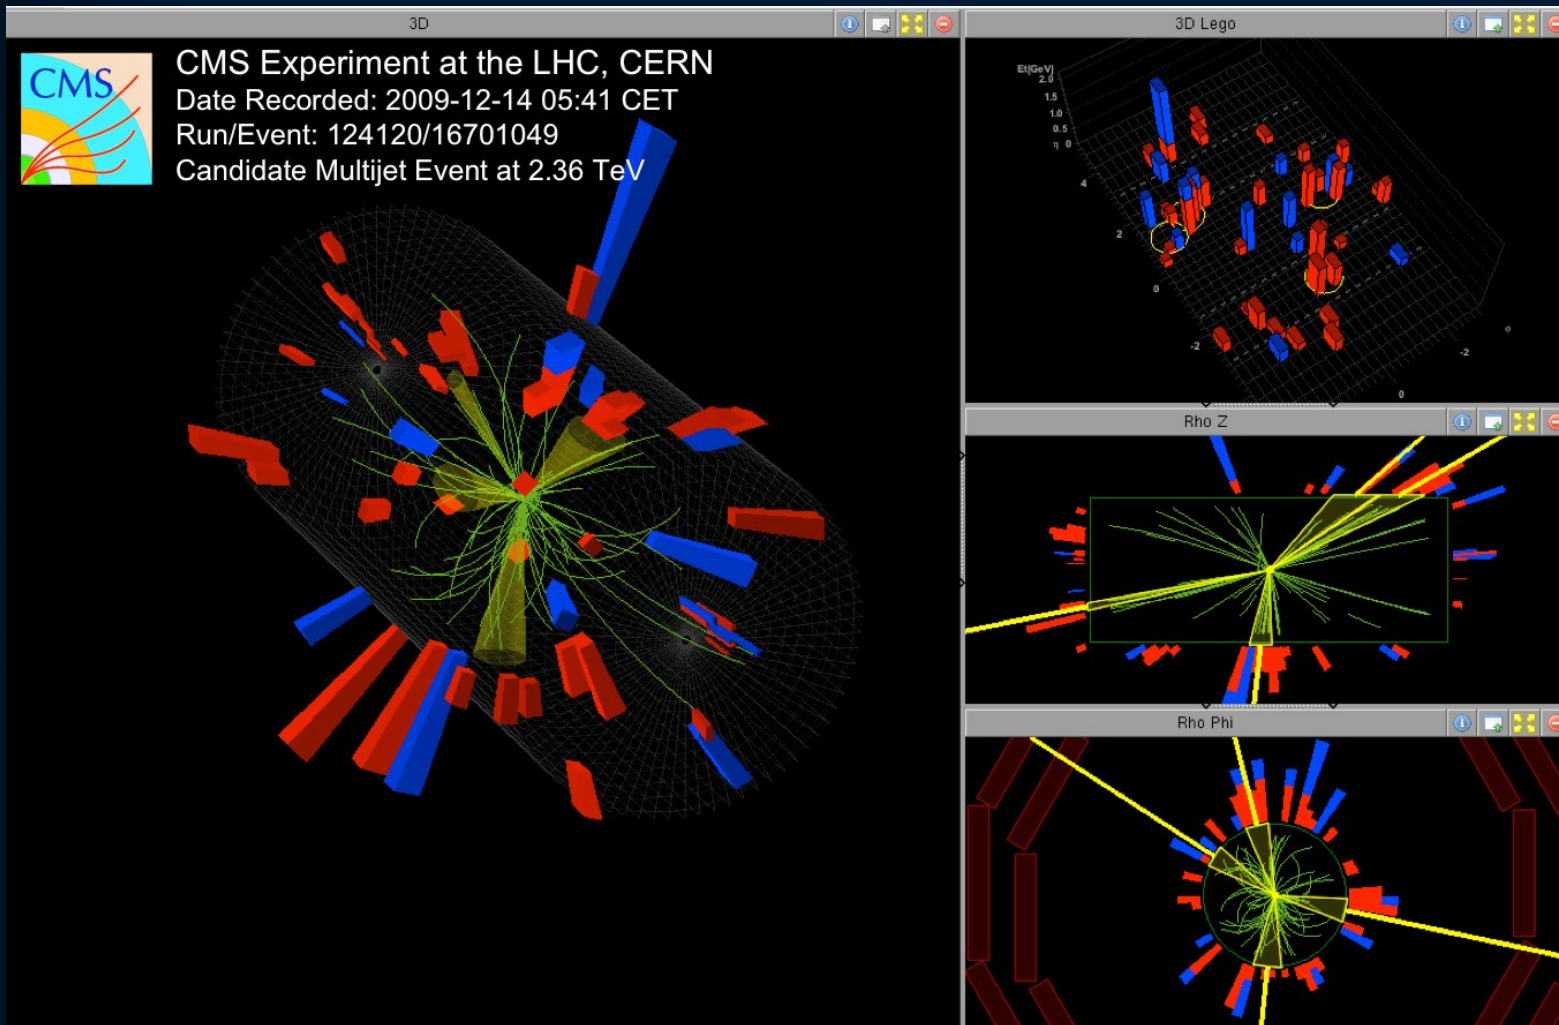 3D
CMS
CMS Experiment at the LHC, CERN
Date Recorded: 2009-12-14 05:41 CET
Run/Event: 124120/16701049
Candidate Multijet Event at 2.36 TeV
3D Lego
Et[GeV]
2.0
1.5
1.0
0.5
η 0
4
2
0
-2
-2
0
Rho Z
Rho Phi